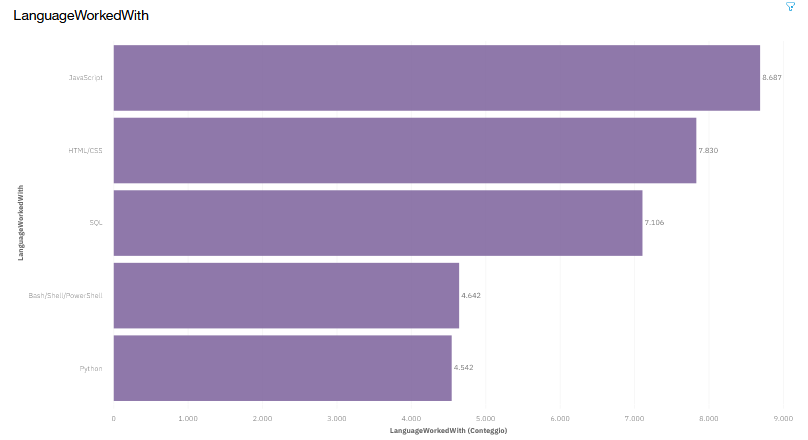 LanguageWorkedWith
JavaScript
8.687
HTML/CSS
7.830
SQL
7.106
Bash/Shell/PowerShell
4.642
Python
4.542
LanguageWorkedWith
0 1.000 2.000 3.000 4.000 5.000 6.000 7.000 8.000 9.000
LanguageWorkedWith (Conteggio)